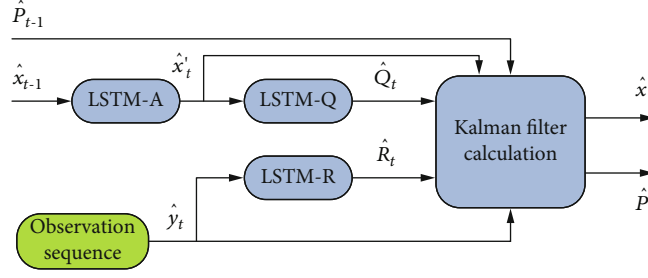 P̂t-1
x̂t-1
LSTM-A
x̂'t
LSTM-Q
Q̂t
Kalman filter
calculation
x̂
LSTM-R
R̂t
P̂
Observation
sequence
ŷt